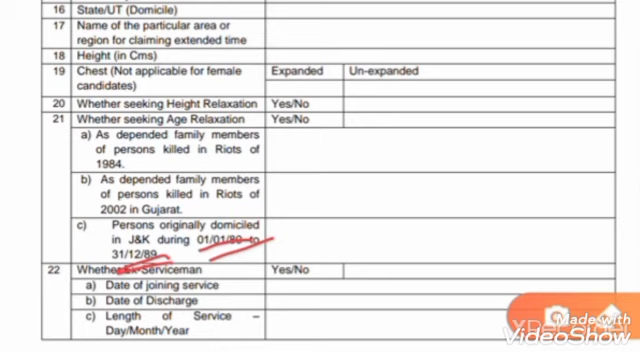 16 State/UT (Domicile)
17 Name of the particular area or
region for claiming extended time
18 Height (in Cms)
19 Chest (Not applicable for female Expanded Un-expanded
candidates)
20 Whether seeking Height Relaxation Yes/No
21 Whether seeking Age Relaxation Yes/No
a) As depended family members
of persons killed in Riots of
1984.
b) As depended family members
of persons killed in Riots of
2002 in Gujarat.
c) Persons originally domiciled
in J&K during 01/01/80 to
31/12/89
22 Whether Ex-Serviceman Yes/No
a) Date of joining service
b) Date of Discharge
c) Length of Service –
Day/Month/Year
Made with
VideoShow